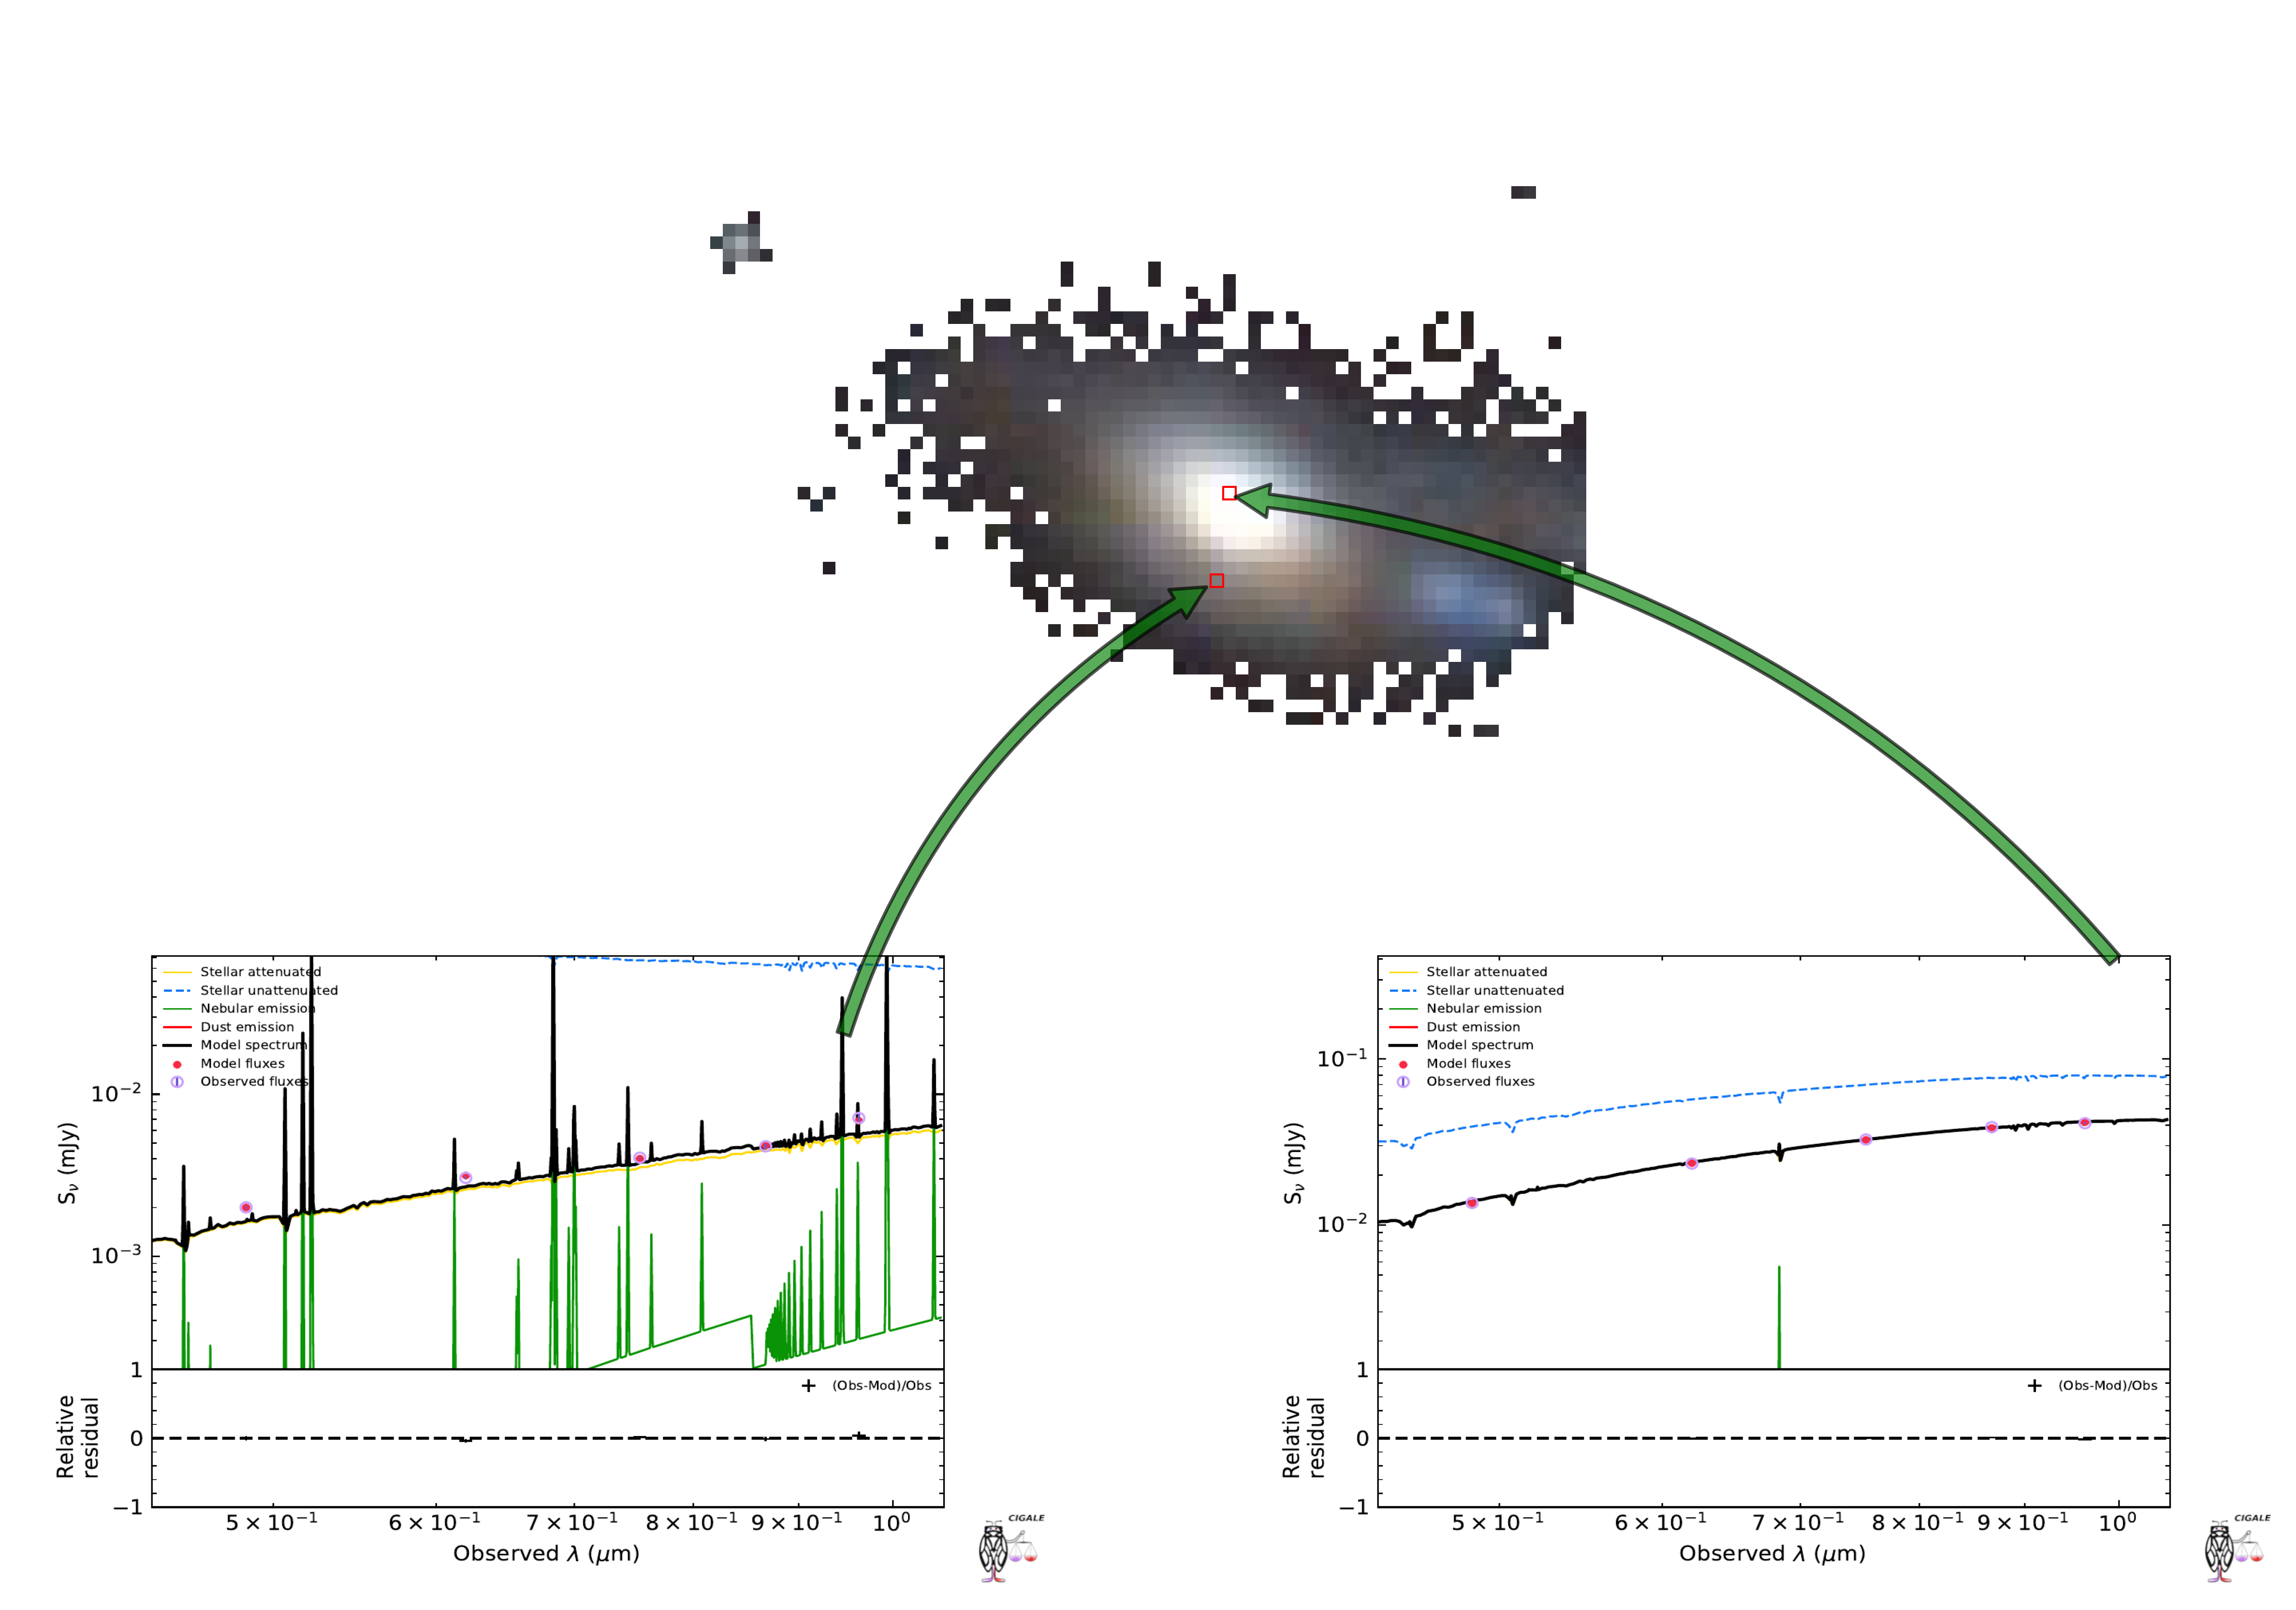 Stellar attenuated
Stellar unattenuated
Nebular emission
Dust emission
Model spectrum
Model fluxes
Observed fluxes
10⁻²
10⁻³
Sν (mJy)
1
0
−1
Relative
residual
(Obs-Mod)/Obs
5 × 10⁻¹
6 × 10⁻¹
7 × 10⁻¹
8 × 10⁻¹
9 × 10⁻¹
10⁰
Observed λ (μm)
CIGALE
Stellar attenuated
Stellar unattenuated
Nebular emission
Dust emission
Model spectrum
Model fluxes
Observed fluxes
10⁻¹
10⁻²
Sν (mJy)
1
0
−1
Relative
residual
(Obs-Mod)/Obs
5 × 10⁻¹
6 × 10⁻¹
7 × 10⁻¹
8 × 10⁻¹
9 × 10⁻¹
10⁰
Observed λ (μm)
CIGALE